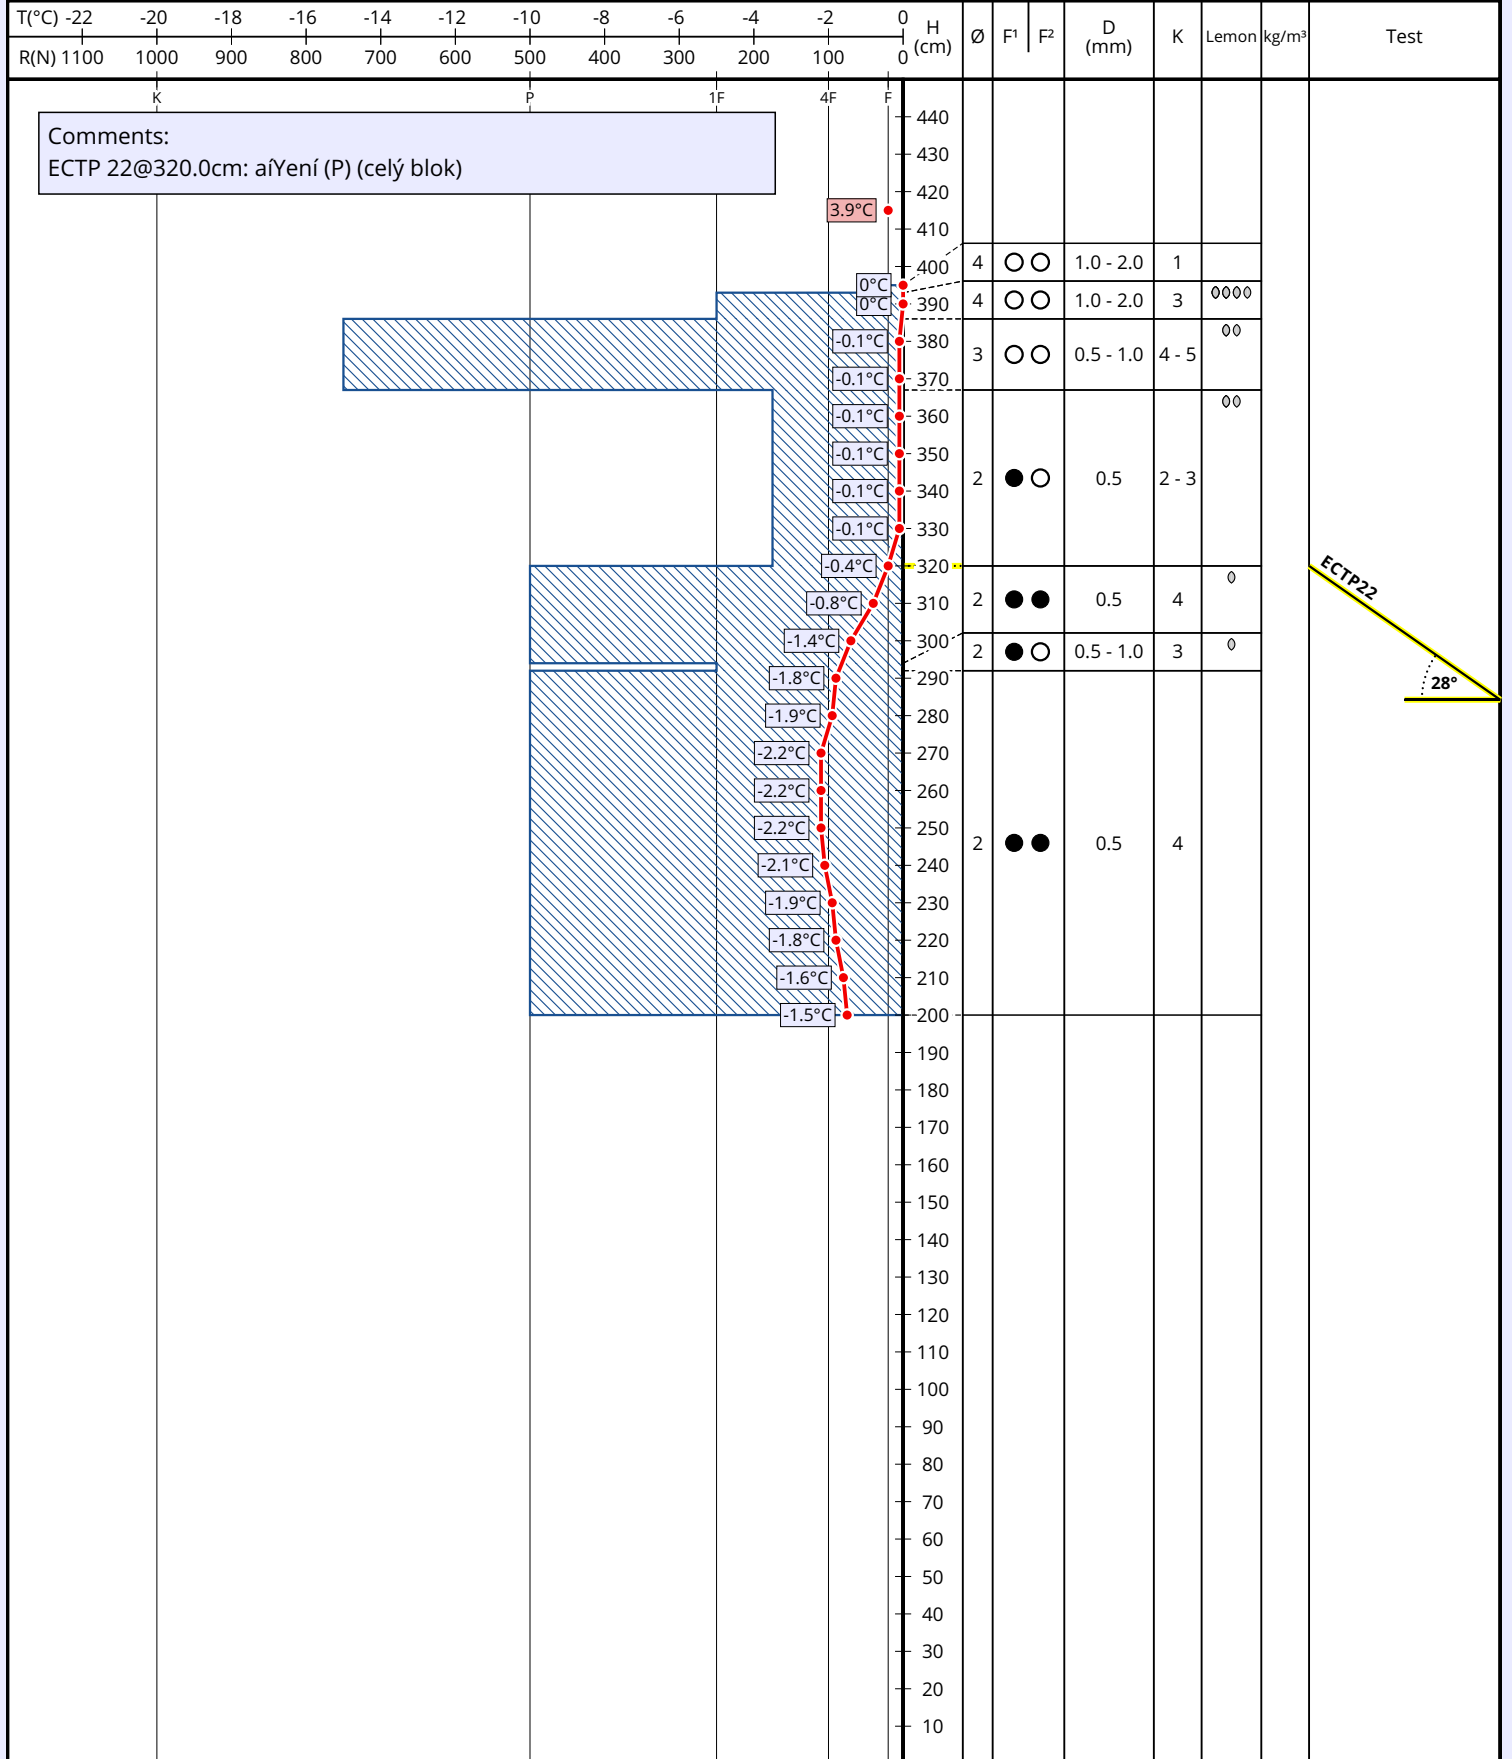 T(°C) -22 -20 -18 -16 -14 -12 -10 -8 -6 -4 -2 0
R(N) 1100 1000 900 800 700 600 500 400 300 200 100 0
H (cm) Ø F¹ F² D (mm) K Lemon kg/m³ Test
K P 1F 4F F
Comments:
ECTP 22@320.0cm: aíYení (P) (celý blok)
440
430
420
3.9°C
410
4 1.0 - 2.0 1
400
0°C
0°C 390
4 1.0 - 2.0 3
-0.1°C 380
3 0.5 - 1.0 4 - 5
-0.1°C 370
-0.1°C 360
-0.1°C 350
2 0.5 2 - 3
-0.1°C 340
-0.1°C 330
-0.4°C 320
ECTP22
-0.8°C 310
2 0.5 4
-1.4°C 300
2 0.5 - 1.0 3
-1.8°C 290
28°
-1.9°C 280
-2.2°C 270
-2.2°C 260
-2.2°C 250
2 0.5 4
-2.1°C 240
-1.9°C 230
-1.8°C 220
-1.6°C 210
-1.5°C 200
190
180
170
160
150
140
130
120
110
100
90
80
70
60
50
40
30
20
10